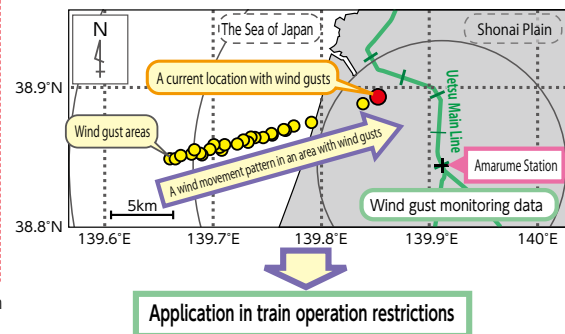 N
The Sea of Japan
Shonai Plain
A current location with wind gusts
38.9°N
Wind gust areas
Uetsu Main Line
A wind movement pattern in an area with wind gusts
Amarume Station
5km
Wind gust monitoring data
38.8°N
139.6°E
139.7°E
139.8°E
139.9°E
140°E
Application in train operation restrictions